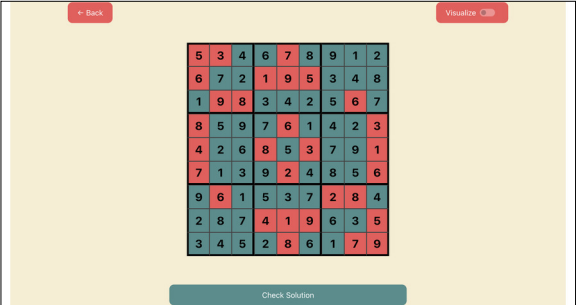 ← Back Visualize
5 3 4 6 7 8 9 1 2
6 7 2 1 9 5 3 4 8
1 9 8 3 4 2 5 6 7
8 5 9 7 6 1 4 2 3
4 2 6 8 5 3 7 9 1
7 1 3 9 2 4 8 5 6
9 6 1 5 3 7 2 8 4
2 8 7 4 1 9 6 3 5
3 4 5 2 8 6 1 7 9
Check Solution